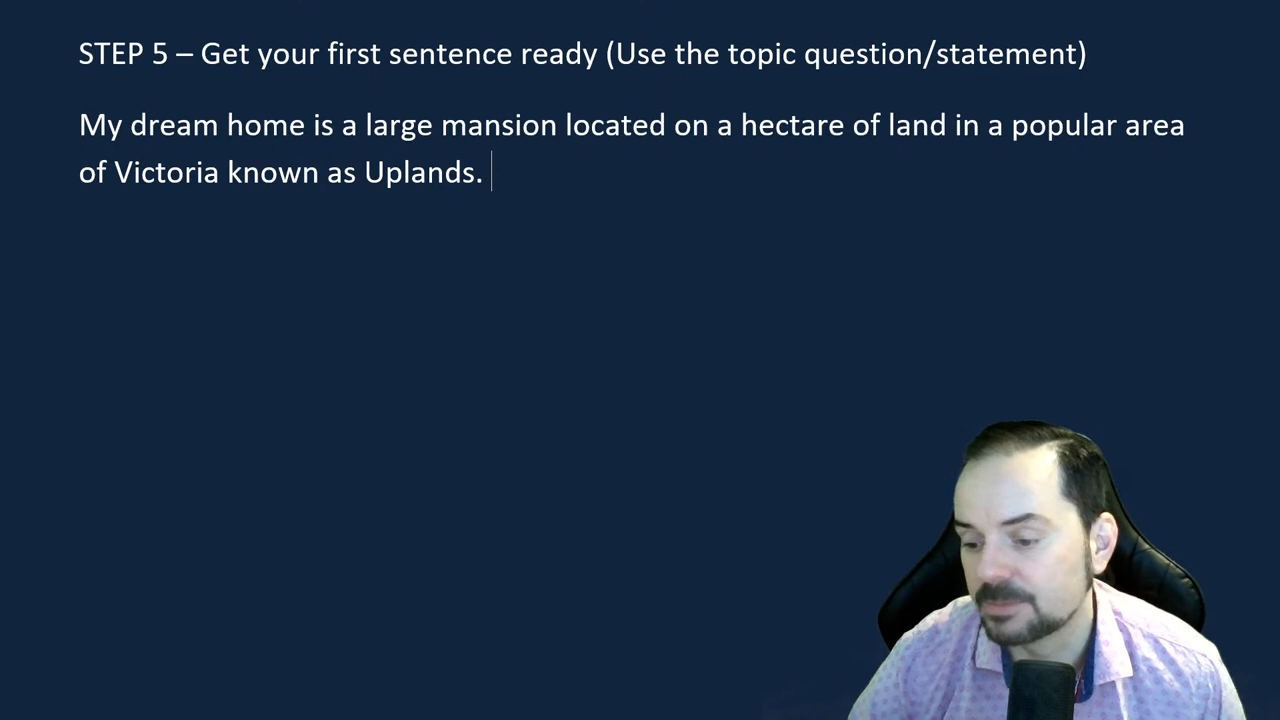 STEP 5 – Get your first sentence ready (Use the topic question/statement)
My dream home is a large mansion located on a hectare of land in a popular area
of Victoria known as Uplands.